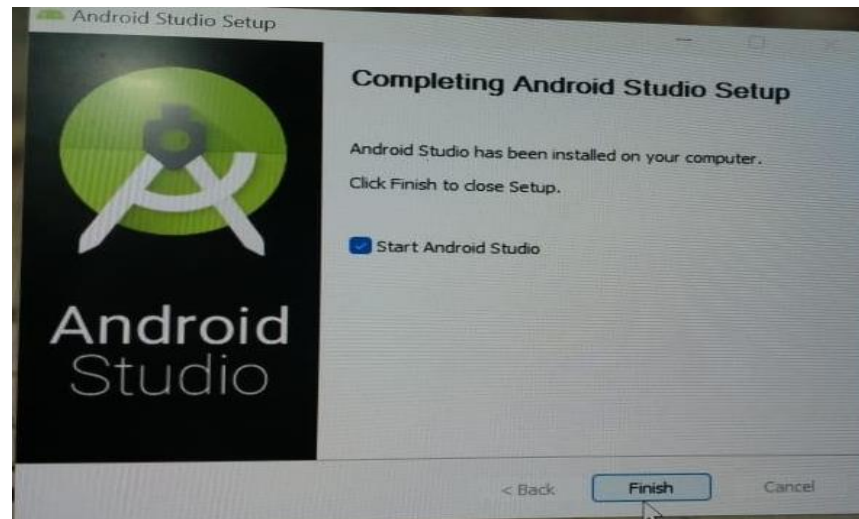 Android Studio Setup
Completing Android Studio Setup
Android Studio has been installed on your computer.
Click Finish to close Setup.
Start Android Studio
Android
Studio
< Back
Finish
Cancel